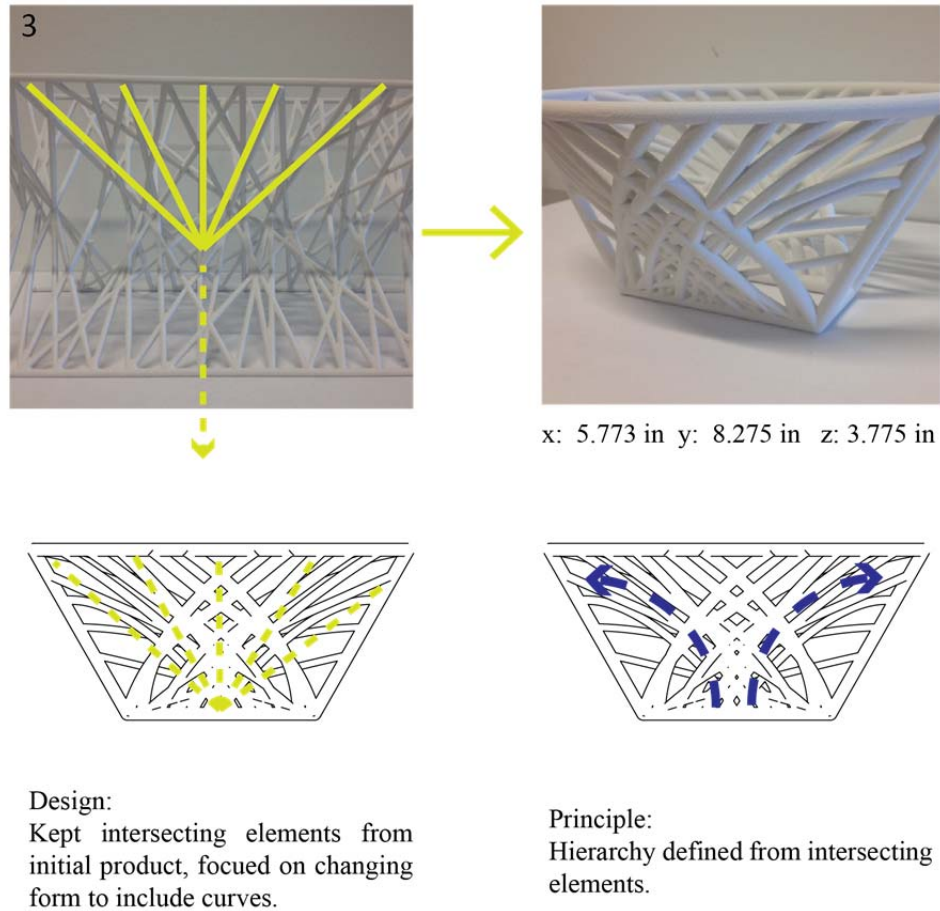 3
x: 5.773 in y: 8.275 in z: 3.775 in
Design:
Kept intersecting elements from
initial product, focused on changing
form to include curves.
Principle:
Hierarchy defined from intersecting
elements.